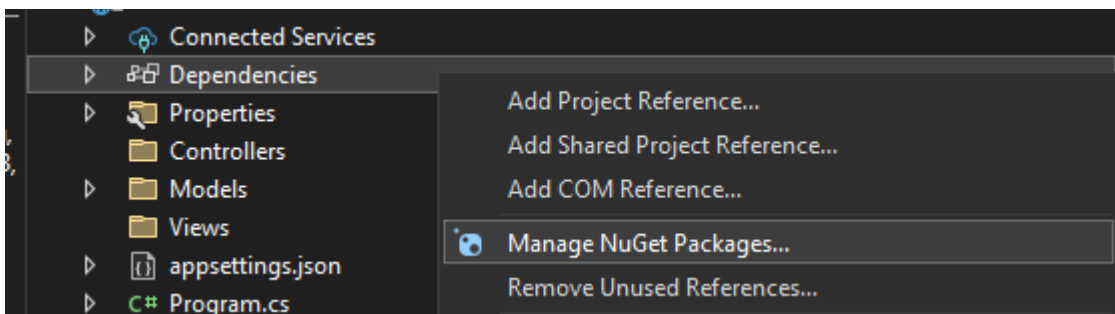 Connected Services
Dependencies
Properties
Controllers
Models
Views
appsettings.json
C# Program.cs
Add Project Reference...
Add Shared Project Reference...
Add COM Reference...
Manage NuGet Packages...
Remove Unused References...